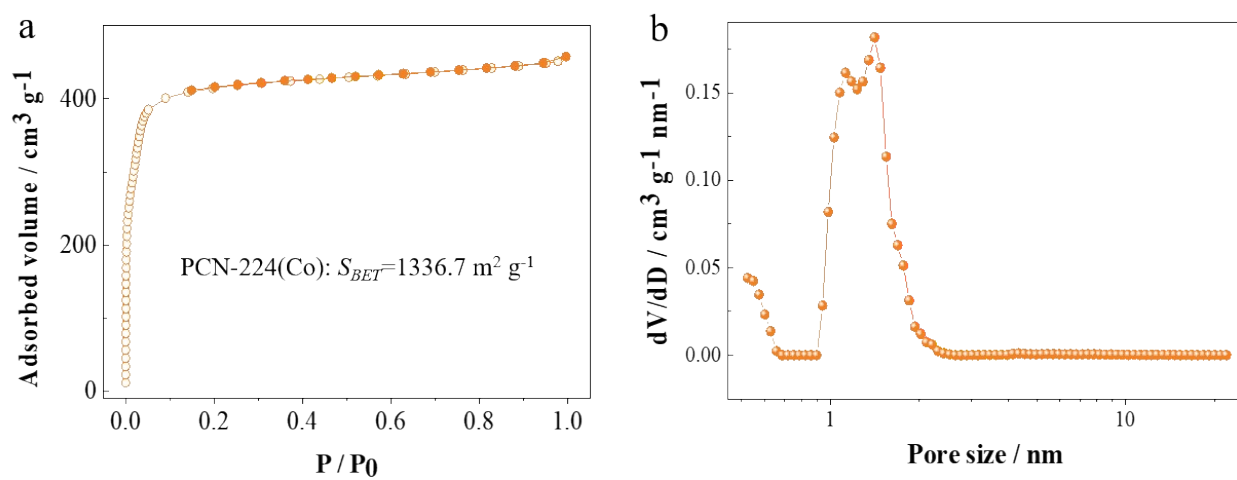 a
Adsorbed volume / cm³ g⁻¹
400
200
0
PCN-224(Co): S_BET=1336.7 m² g⁻¹
0.0 0.2 0.4 0.6 0.8 1.0
P / P₀
b
dV/dD / cm³ g⁻¹ nm⁻¹
0.15
0.10
0.05
0.00
1 10
Pore size / nm